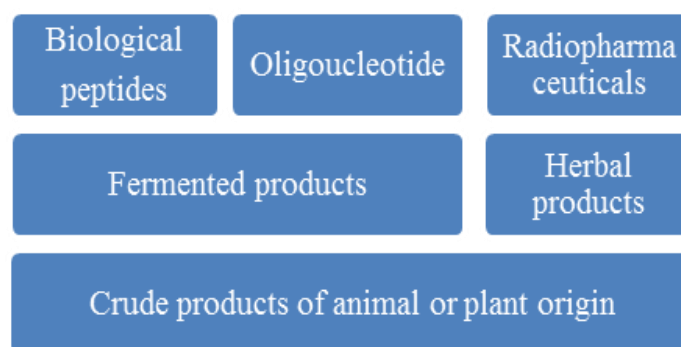 Biological
peptides
Oligoucleotide
Radiopharma
ceuticals
Fermented products
Herbal
products
Crude products of animal or plant origin